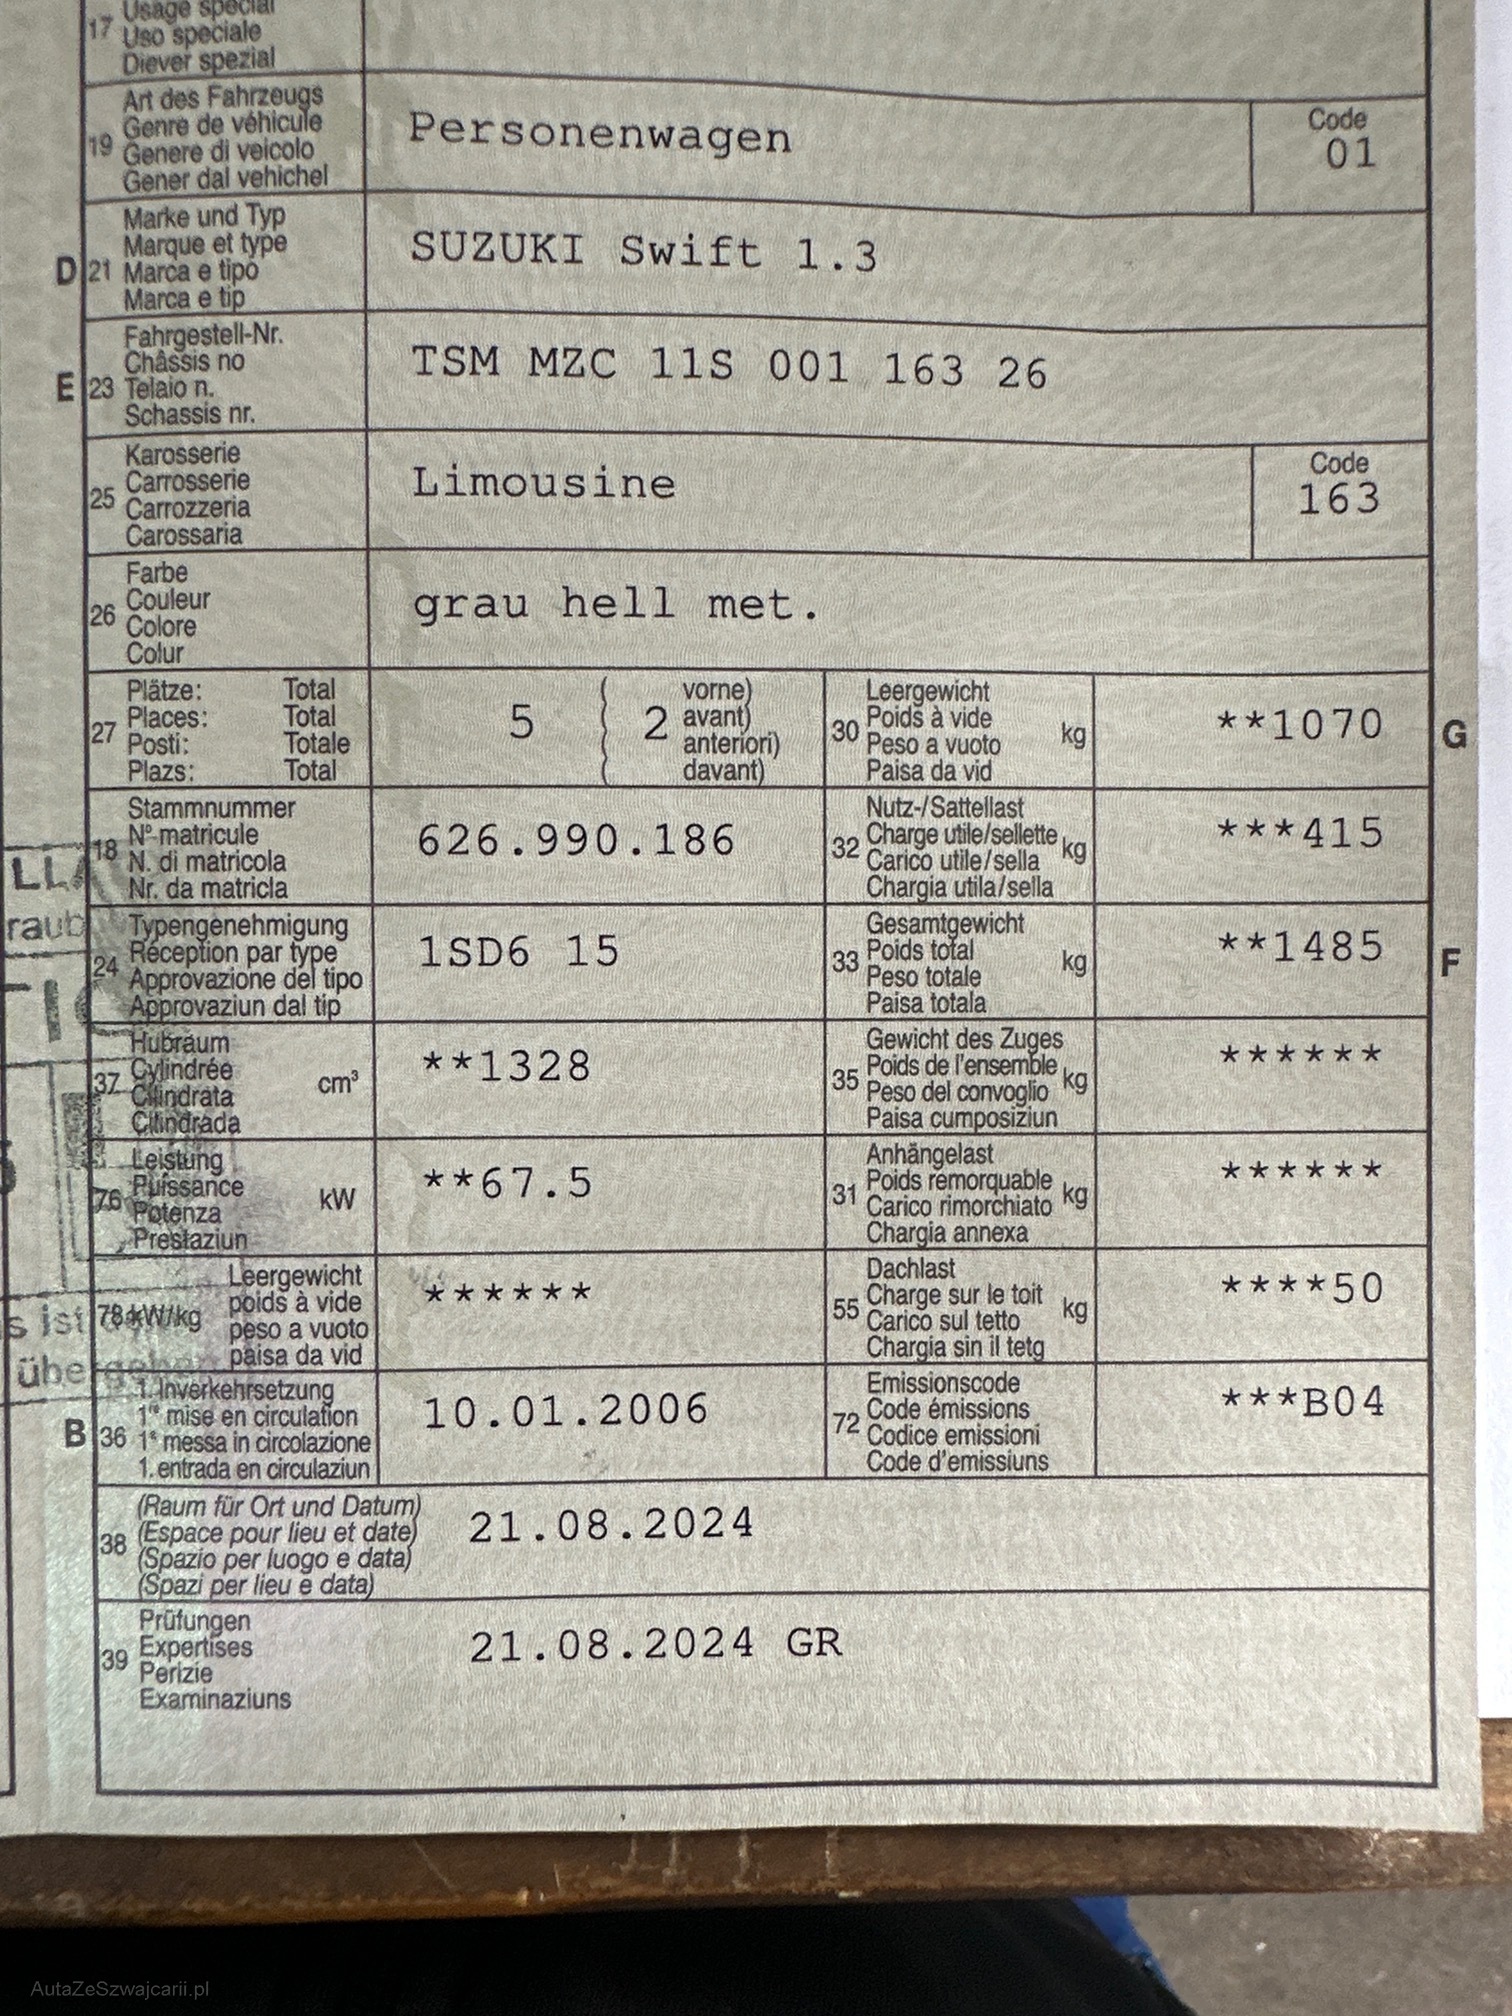 Usage special
17 Uso speciale
Diever spezial
Art des Fahrzeugs
Genre de véhicule
19 Genere di veicolo
Gener dal vehichel
Personenwagen
Code
01
Marke und Typ
Marque et type
D 21 Marca e tipo
Marca e tip
SUZUKI Swift 1.3
Fahrgestell-Nr.
Châssis no
E 23 Telaio n.
Schassis nr.
TSM MZC 11S 001 163 26
Karosserie
Carrosserie
25 Carrozzeria
Carossaria
Limousine
Code
163
Farbe
Couleur
26 Colore
Colur
grau hell met.
Plätze: Total
Places: Total
27 Posti: Totale
Plazs: Total
5 ( 2 vorne)
avant)
anteriori)
davant)
Leergewicht
30 Poids à vide
Peso a vuoto kg
Paisa da vid
**1070 G
Stammnummer
Nº matricule
18 N. di matricola
Nr. da matricla
626.990.186
Nutz-/Sattellast
Charge utile/sellette
32 Carico utile/sella kg
Chargia utila/sella
***415
Typengenehmigung
Réception par type
24 Approvazione del tipo
Approvaziun dal tip
1SD6 15
Gesamtgewicht
Poids total
33 Peso totale kg
Paisa totala
**1485 F
Hubraum
37 Cylindrée cm³
Cilindrata
Cilindrada
**1328
Gewicht des Zuges
Poids de l'ensemble
35 Peso del convoglio kg
Paisa cumposiziun
******
Leistung
76 Puissance kW
Potenza
Prestaziun
**67.5
Anhängelast
Poids remorquable
31 Carico rimorchiato kg
Chargia annexa
******
Leergewicht
78 kW/kg poids à vide
peso a vuoto
paisa da vid
******
Dachlast
Charge sur le toit
55 Carico sul tetto kg
Chargia sin il tetg
****50
1. Inverkehrsetzung
1re mise en circulation
B 36 1a messa in circolazione
1. entrada en circulaziun
10.01.2006
Emissionscode
72 Code émissions
Codice emissioni
Code d'emissiuns
***B04
(Raum für Ort und Datum)
38 (Espace pour lieu et date)
(Spazio per luogo e data)
(Spazi per lieu e data)
21.08.2024
Prüfungen
Expertises
39 Perizie
Examinaziuns
21.08.2024 GR
s ist
AutaZeSzwajcarii.pl